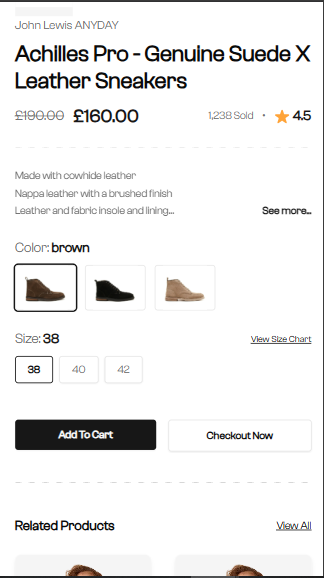 John Lewis ANYDAY
Achilles Pro - Genuine Suede X
Leather Sneakers
£190.00 £160.00 1,238 Sold • 4.5
Made with cowhide leather
Nappa leather with a brushed finish
Leather and fabric insole and lining... See more...
Color: brown
Size: 38 View Size Chart
38 40 42
Add To Cart Checkout Now
Related Products View All